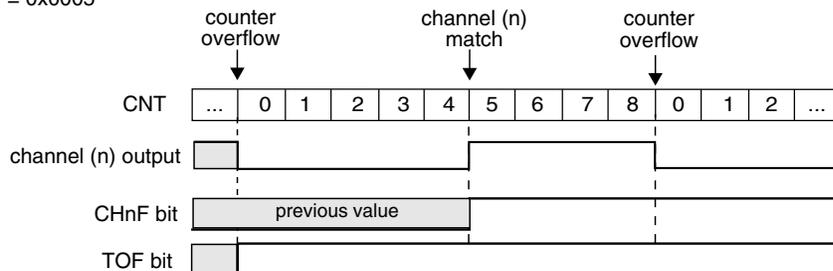 counter
overflow
channel (n)
match
counter
overflow
CNT ... 0 1 2 3 4 5 6 7 8 0 1 2 ...
channel (n) output
CHnF bit previous value
TOF bit